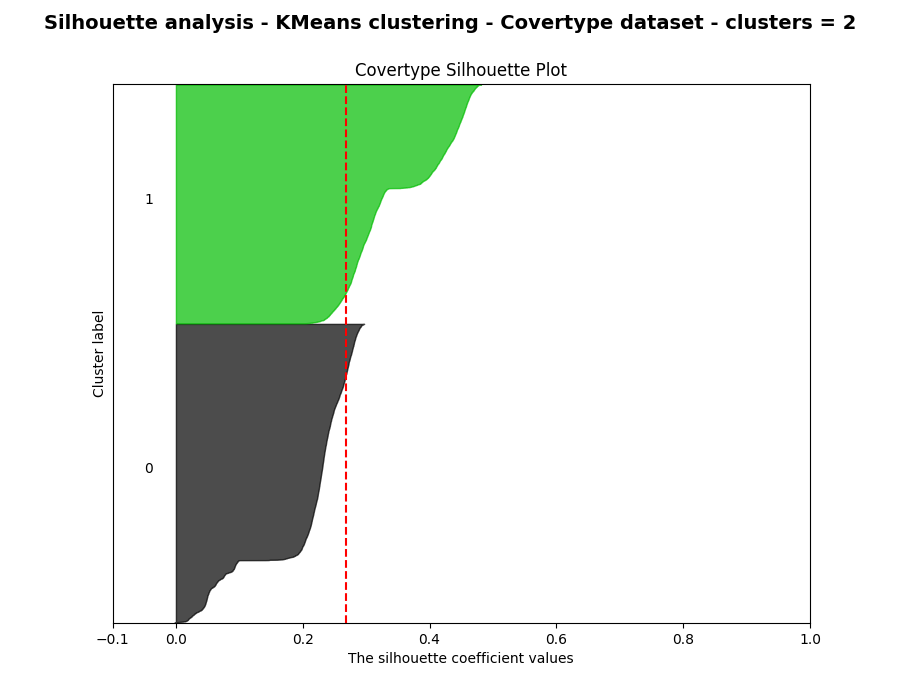 Silhouette analysis - KMeans clustering - Covertype dataset - clusters = 2
Covertype Silhouette Plot
1
0
Cluster label
−0.1 0.0 0.2 0.4 0.6 0.8 1.0
The silhouette coefficient values